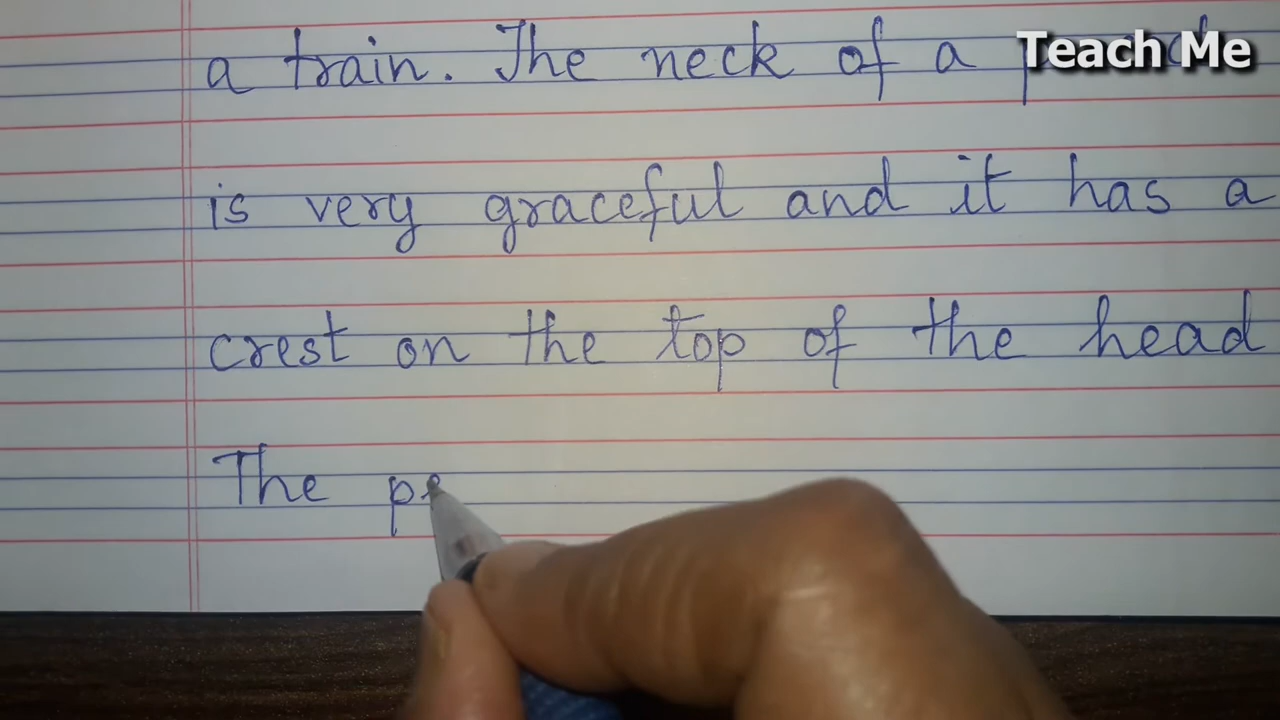 Teach Me
a train. The neck of a
is very graceful and it has a
crest on the top of the head
The pe